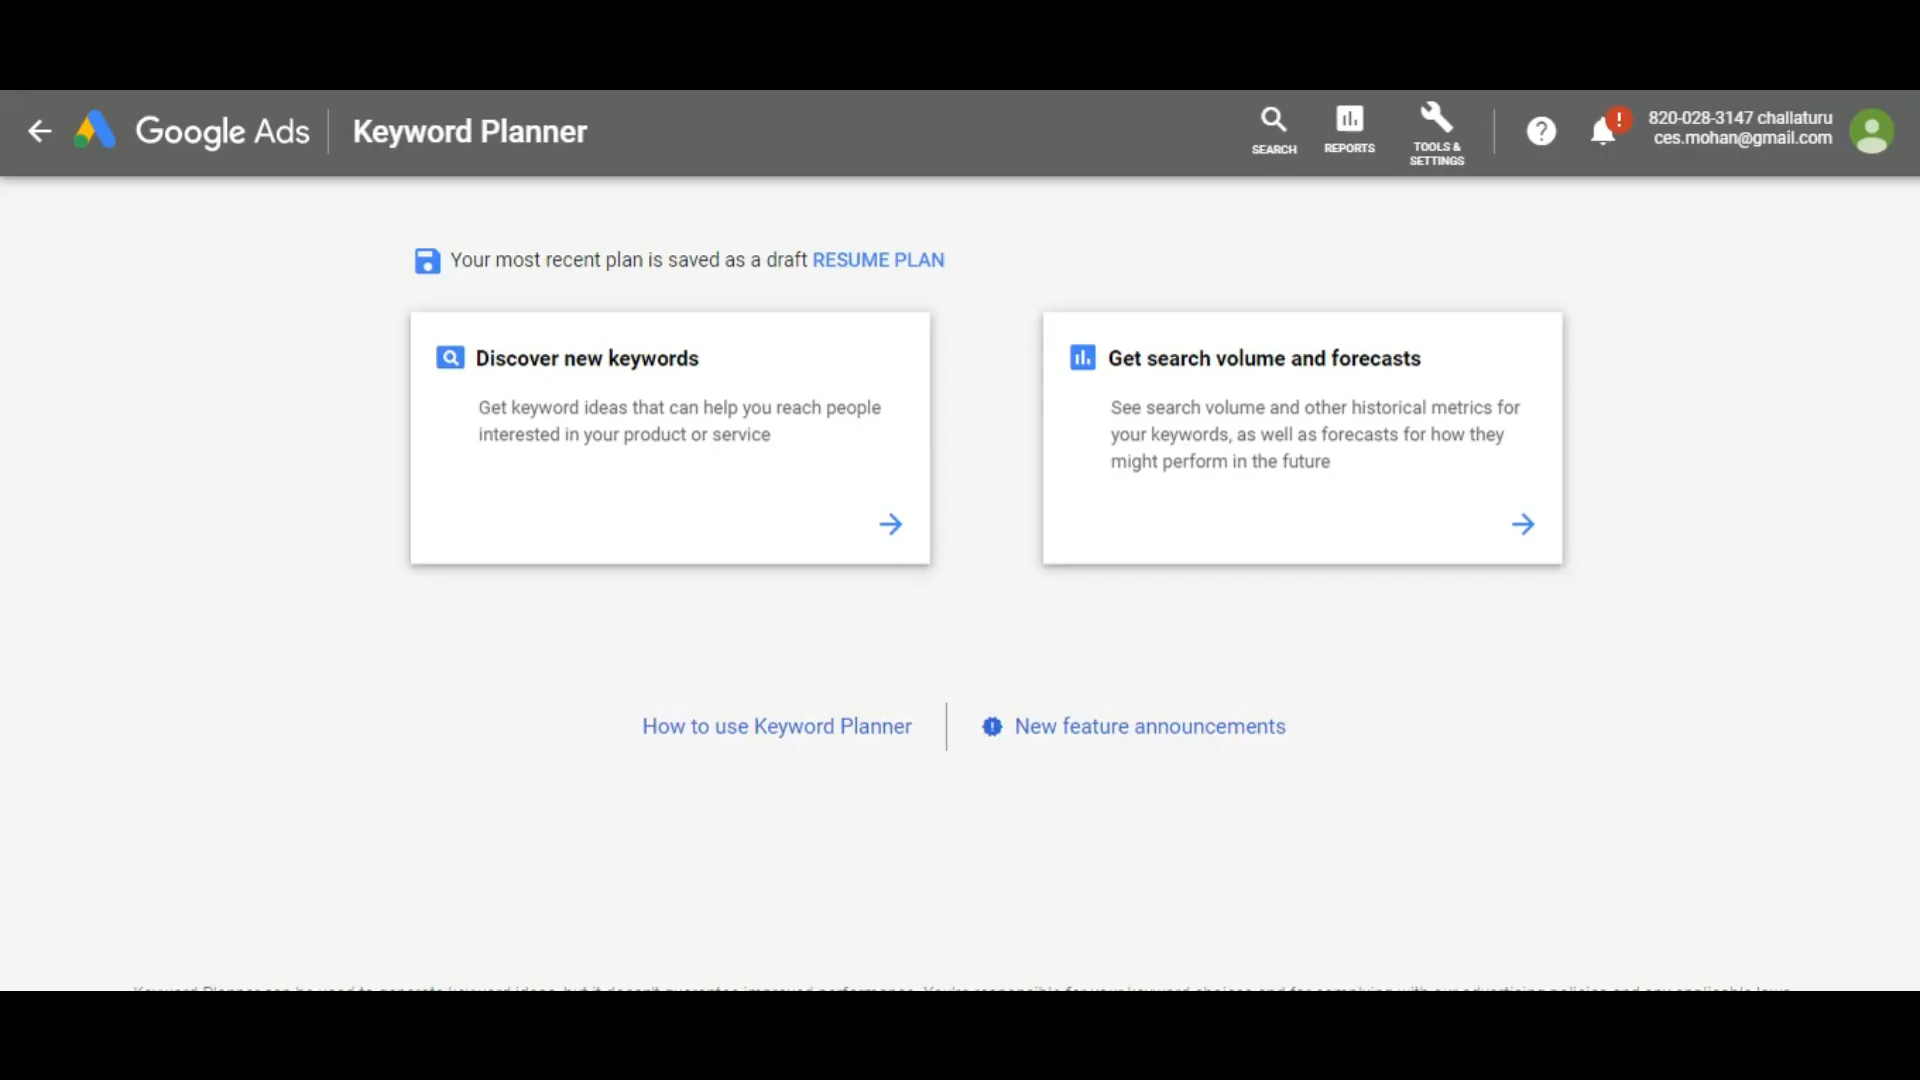 Google Ads
Keyword Planner
SEARCH
REPORTS
TOOLS &
SETTINGS
820-028-3147 challaturu
ces.mohan@gmail.com
Your most recent plan is saved as a draft RESUME PLAN
Discover new keywords
Get keyword ideas that can help you reach people
interested in your product or service
Get search volume and forecasts
See search volume and other historical metrics for
your keywords, as well as forecasts for how they
might perform in the future
How to use Keyword Planner
New feature announcements